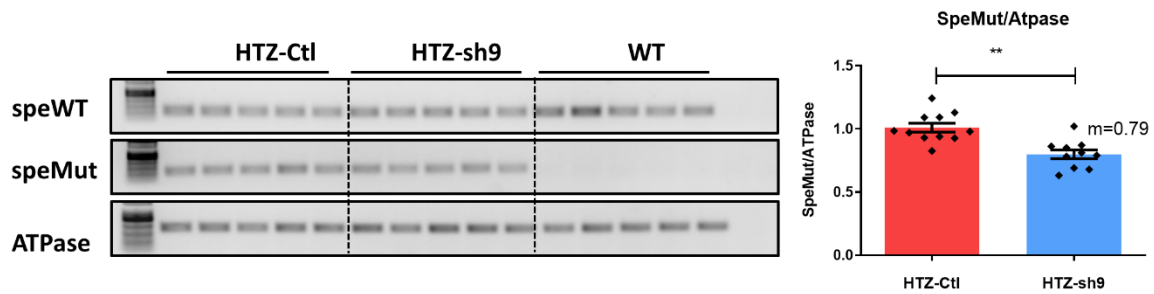 HTZ-Ctl HTZ-sh9 WT
speWT
speMut
ATPase
SpeMut/Atpase
**
1.5
1.0
0.5
0.0
m=0.79
SpeMut/ATPase
HTZ-Ctl HTZ-sh9